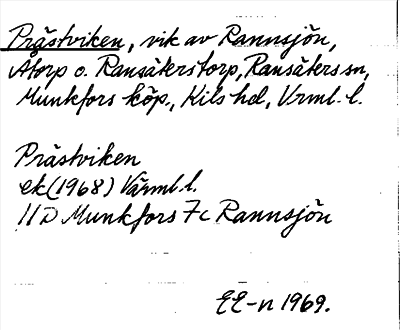 Prästviken, vik av Rannsjön,
Åtorp o. Ransäterstorp, Ransäters sn,
Munkfors köp., Kils hd, Vrml. l.
Prästviken
ek (1968) Värml. l.
11D Munkfors 7c Rannsjön
EE-n 1969.